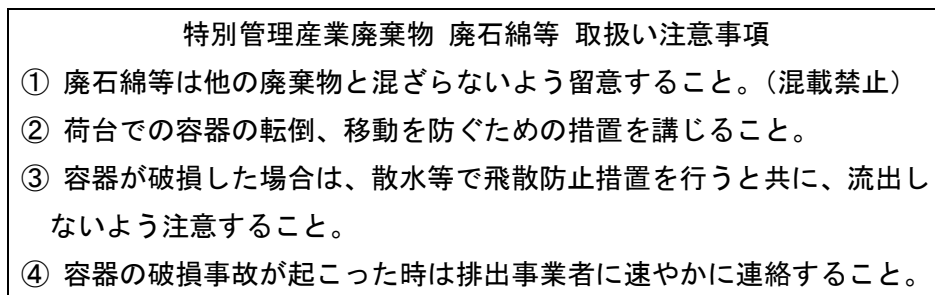 特別管理産業廃棄物 廃石綿等 取扱い注意事項
① 廃石綿等は他の廃棄物と混ざらないよう留意すること。（混載禁止）
② 荷台での容器の転倒、移動を防ぐための措置を講じること。
③ 容器が破損した場合は、散水等で飛散防止措置を行うと共に、流出し
ないよう注意すること。
④ 容器の破損事故が起こった時は排出事業者に速やかに連絡すること。